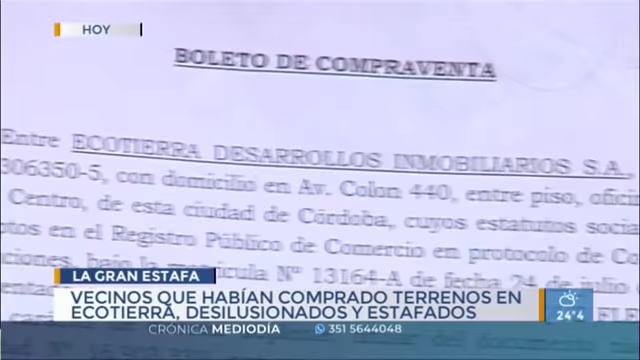 HOY
BOLETO DE COMPRAVENTA
Entre ECOTIERRA DESARROLLOS INMOBILIARIOS S.A.,
306350-5, con domicilio en Av. Colon 440, entre piso, ofici
Centro, de esta ciudad de Córdoba, cuyos estatutos socia
ptos en el Registro Público de Comercio en protocolo de Co
ciones, bajo la matricula N° 13164-A de fecha 24 de julio
LA GRAN ESTAFA
VECINOS QUE HABÍAN COMPRADO TERRENOS EN
ECOTIERRA, DESILUSIONADOS Y ESTAFADOS
24°4
CRÓNICA MEDIODÍA 351 5644048